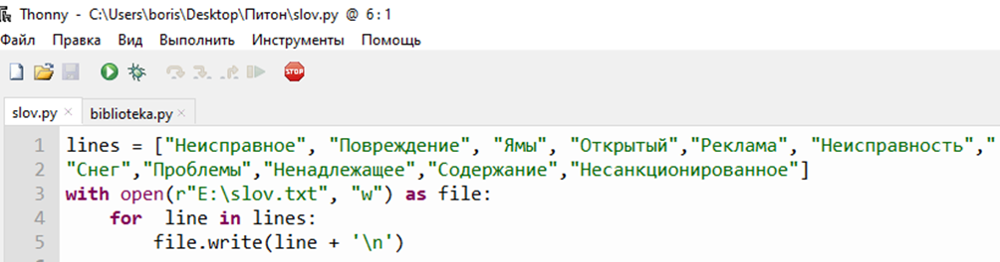 Thonny - C:\Users\boris\Desktop\Питон\slov.py @ 6:1
Файл Правка Вид Выполнить Инструменты Помощь
STOP
slov.py × biblioteka.py ×
1 lines = ["Неисправное", "Повреждение", "Ямы", "Открытый","Реклама", "Неисправность","
2 "Снег","Проблемы","Ненадлежащее","Содержание","Несанкционированное"]
3 with open(r"E:\slov.txt", "w") as file:
4     for  line in lines:
5         file.write(line + '\n')